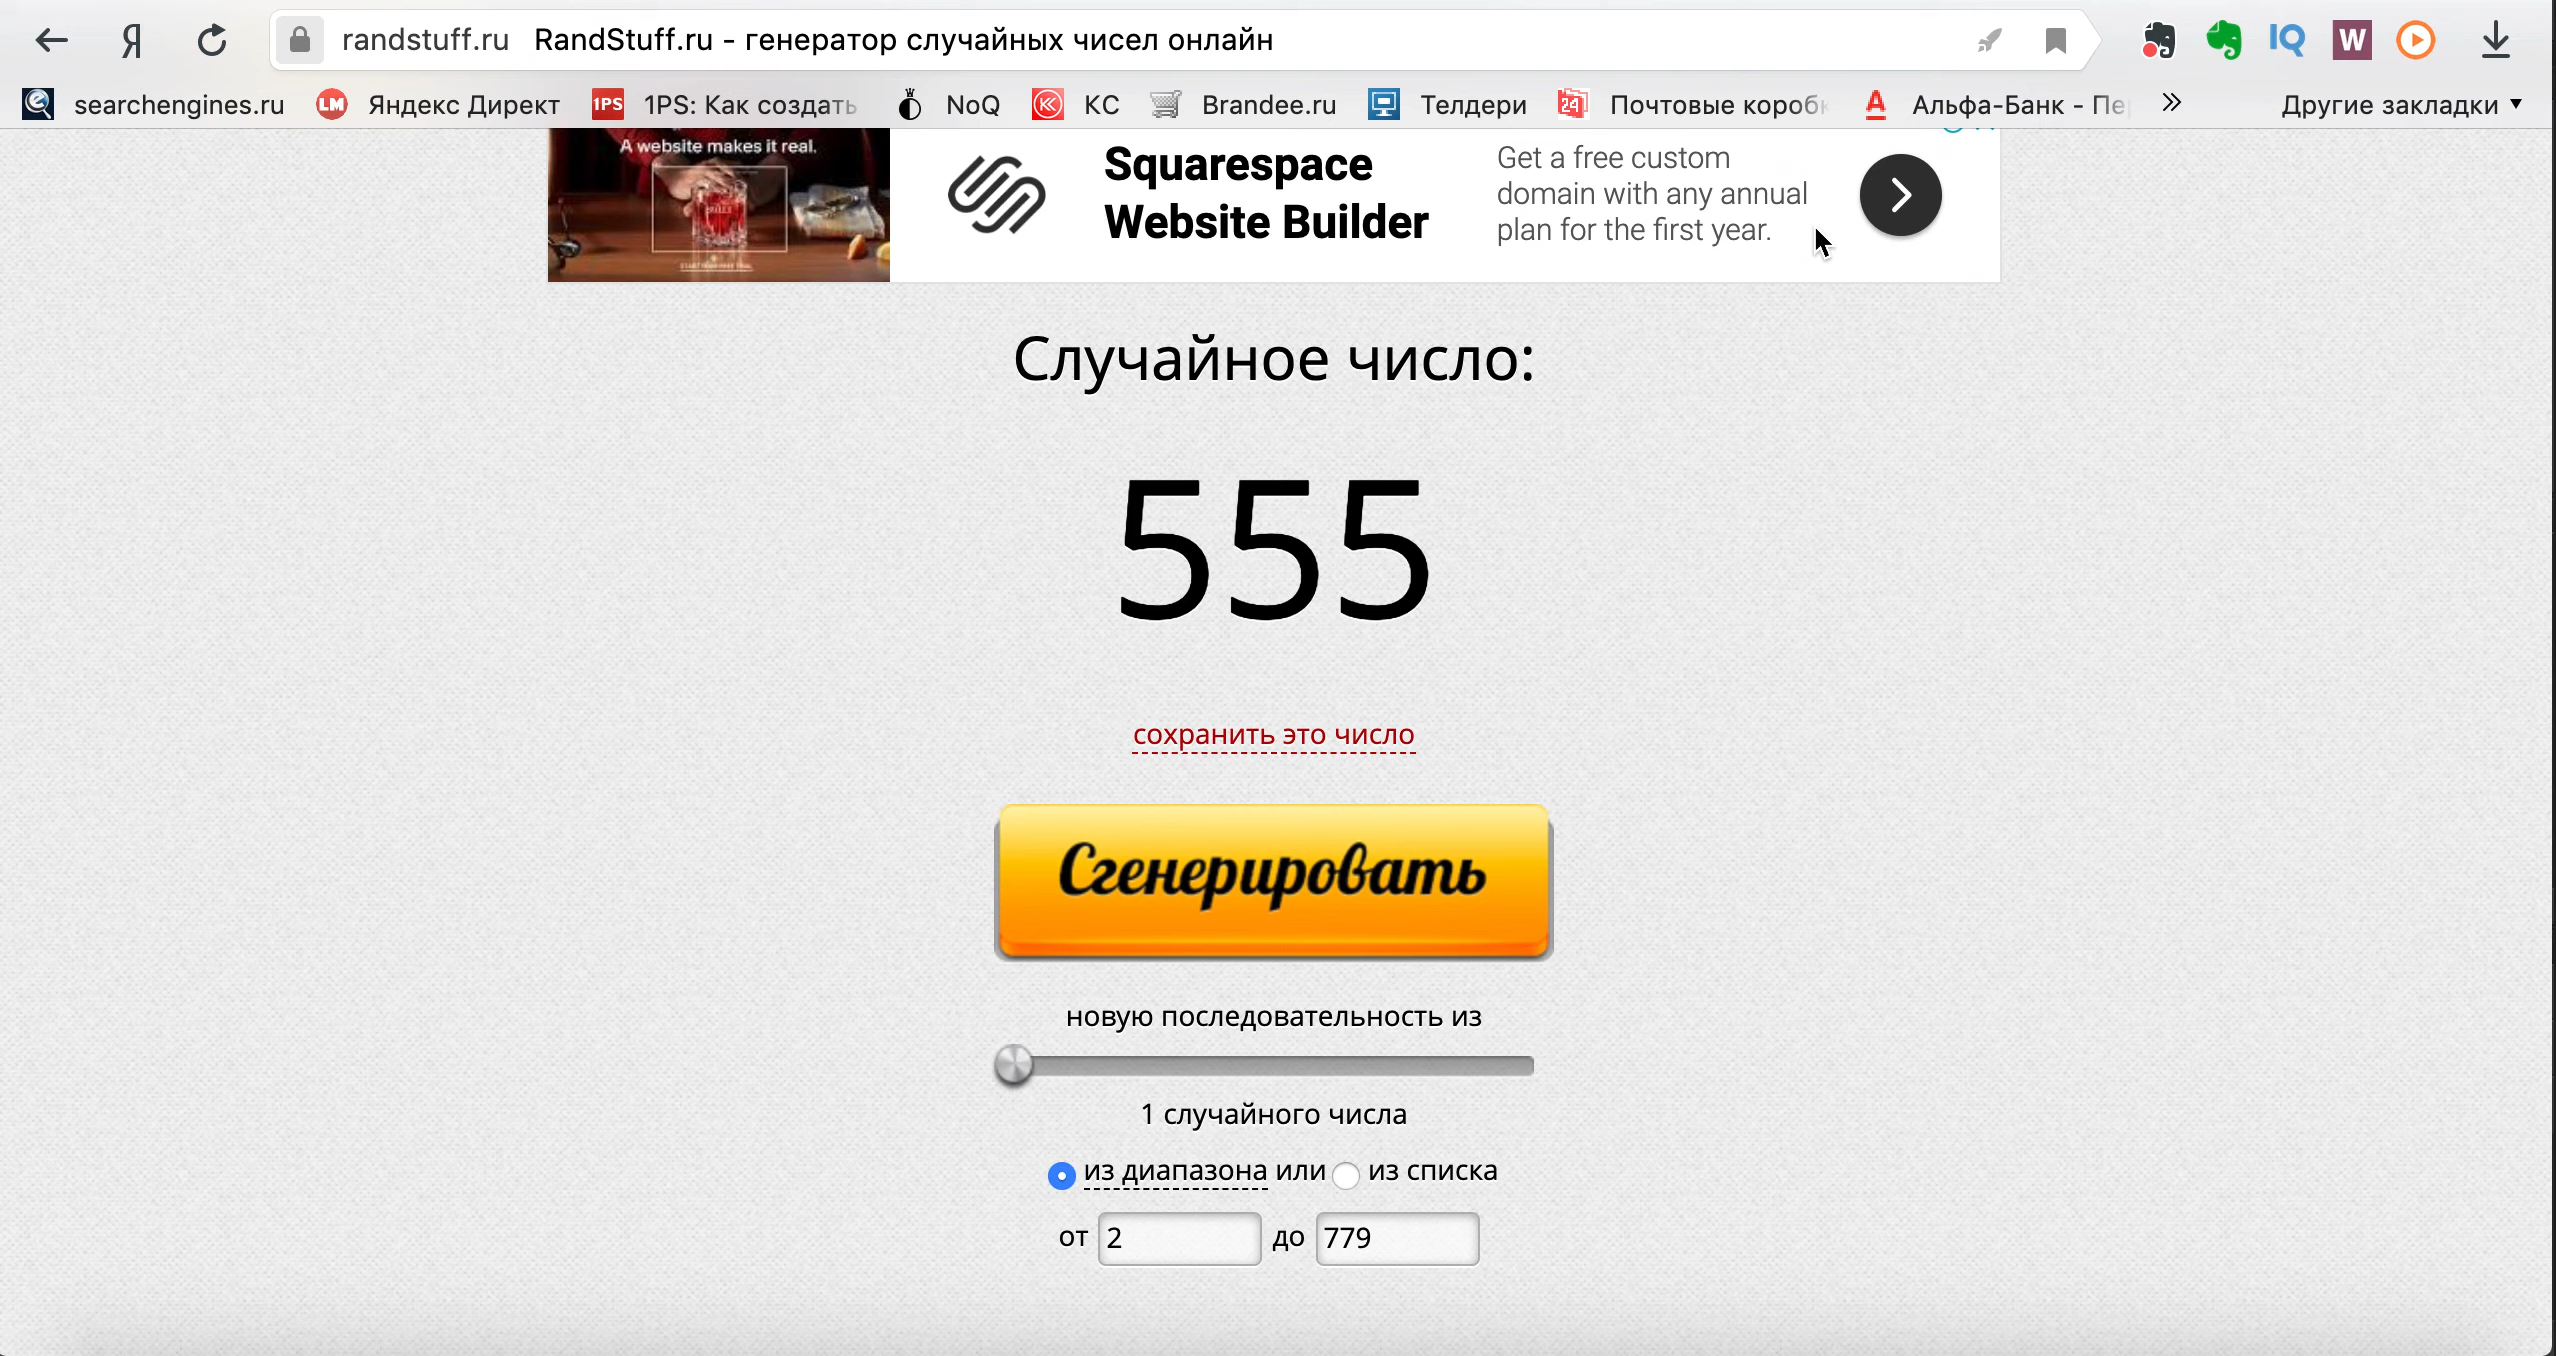 randstuff.ru RandStuff.ru - генератор случайных чисел онлайн
searchengines.ru Яндекс Директ 1PS 1PS: Как создать NoQ КС Brandee.ru Телдери 24 Почтовые короб Альфа-Банк - Пе » Другие закладки
A website makes it real.
Squarespace
Website Builder
Get a free custom
domain with any annual
plan for the first year.
Случайное число:
555
сохранить это число
Сгенерировать
новую последовательность из
1 случайного числа
из диапазона или из списка
от 2 до 779